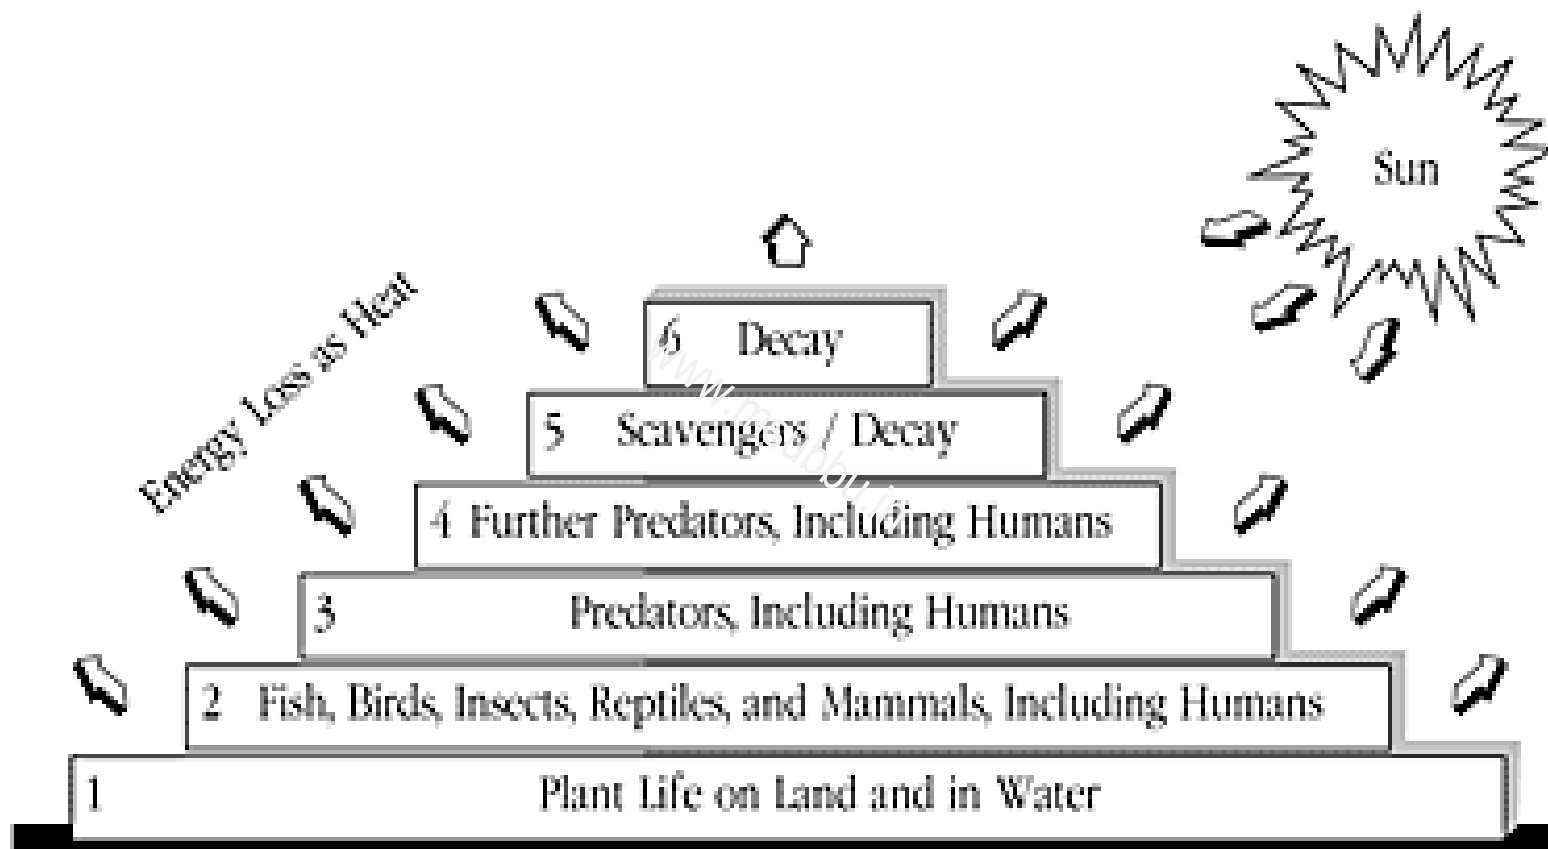 Sun
Energy Loss as Heat
6 Decay
5 Scavengers / Decay
4 Further Predators, Including Humans
3 Predators, Including Humans
2 Fish, Birds, Insects, Reptiles, and Mammals, Including Humans
1 Plant Life on Land and in Water